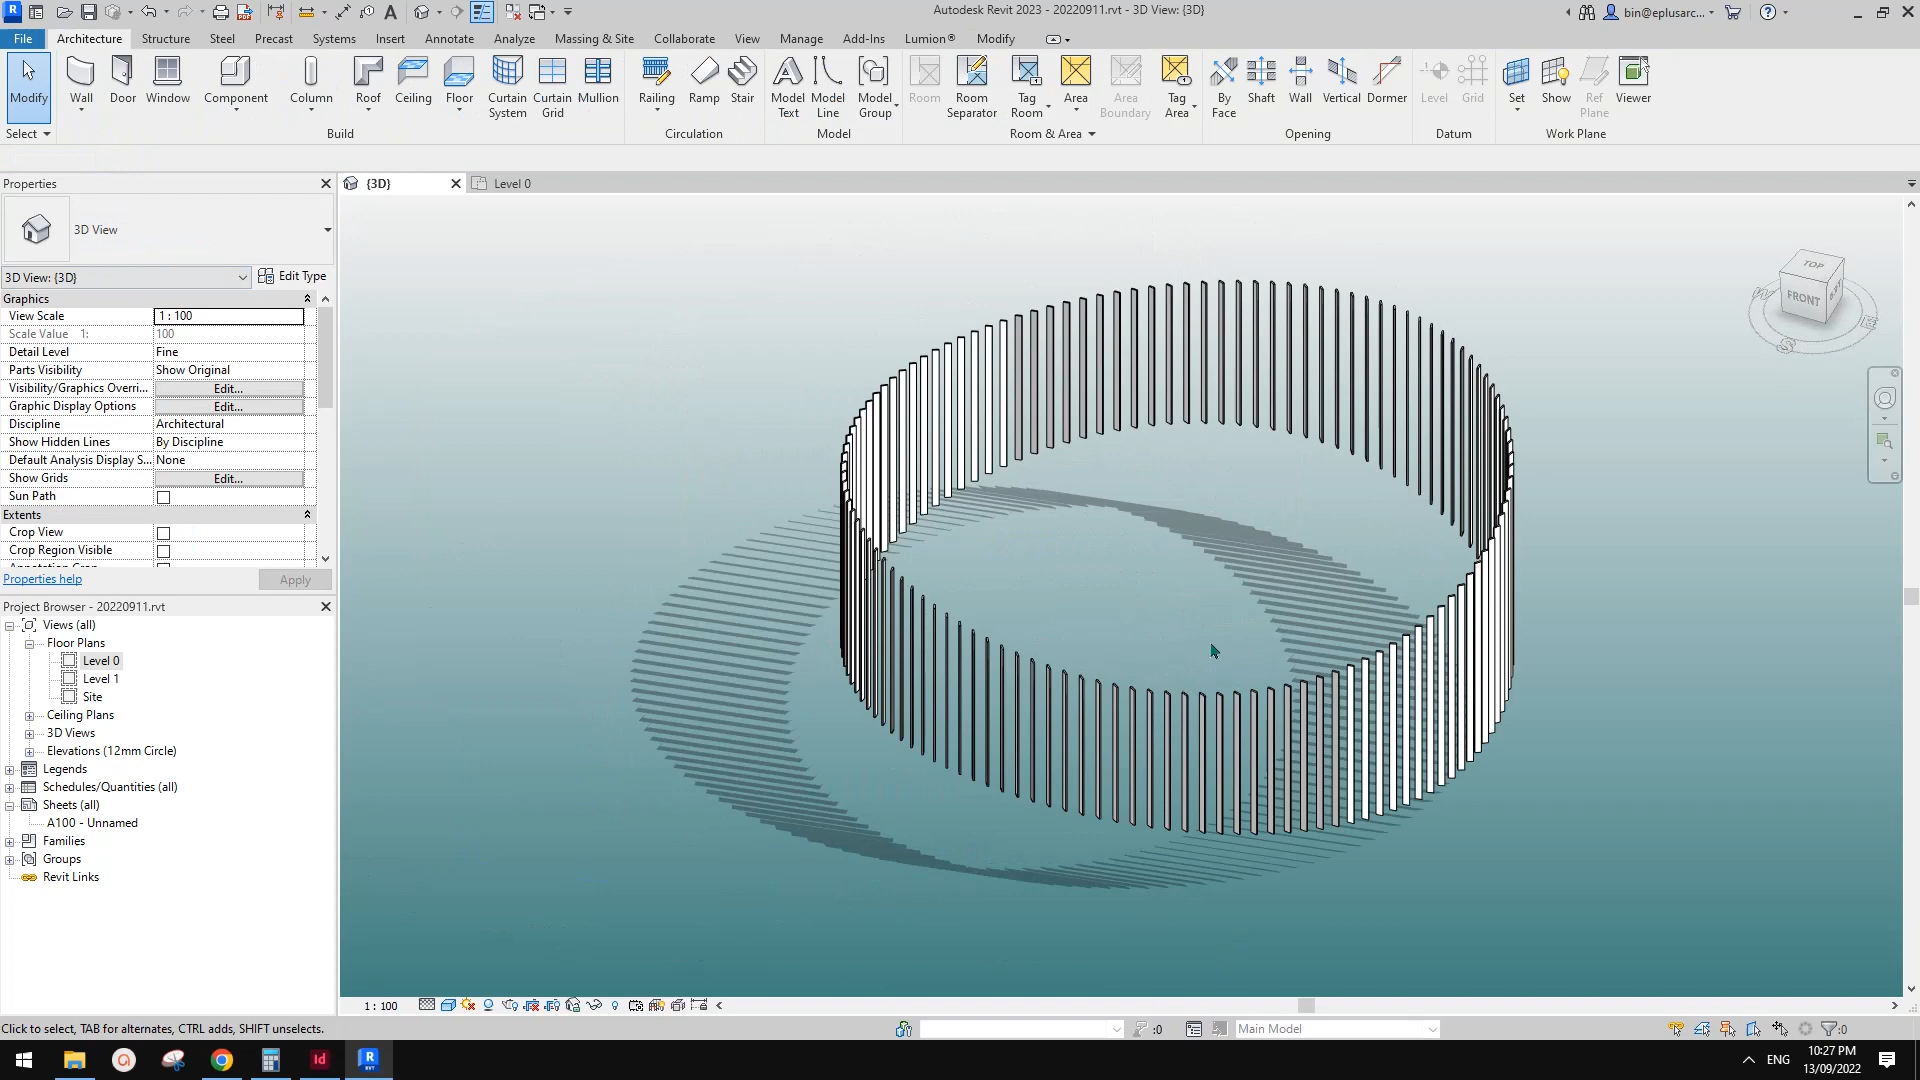 Autodesk Revit 2023 - 20220911.rvt - 3D View: {3D}
bin@eplusarc...
File Architecture Structure Steel Precast Systems Insert Annotate Analyze Massing & Site Collaborate View Manage Add-Ins Lumion® Modify
Modify Wall Door Window Component Column Roof Ceiling Floor Curtain System Curtain Grid Mullion Railing Ramp Stair Model Text Model Line Model Group Room Room Separator Tag Room Area Area Boundary Tag Area By Face Shaft Wall Vertical Dormer Level Grid Set Show Ref Plane Viewer
Select Build Circulation Model Room & Area Opening Datum Work Plane
Properties
{3D} Level 0
3D View
3D View: {3D} Edit Type
Graphics
View Scale 1 : 100
Scale Value 1: 100
Detail Level Fine
Parts Visibility Show Original
Visibility/Graphics Overri... Edit...
Graphic Display Options Edit...
Discipline Architectural
Show Hidden Lines By Discipline
Default Analysis Display S... None
Show Grids Edit...
Sun Path
Extents
Crop View
Crop Region Visible
Properties help Apply
Project Browser - 20220911.rvt
Views (all)
Floor Plans
Level 0
Level 1
Site
Ceiling Plans
3D Views
Elevations (12mm Circle)
Legends
Schedules/Quantities (all)
Sheets (all)
A100 - Unnamed
Families
Groups
Revit Links
TOP
FRONT
W
E
S
1 : 100
Click to select, TAB for alternates, CTRL adds, SHIFT unselects.
:0
Main Model
:0
ENG
10:27 PM
13/09/2022